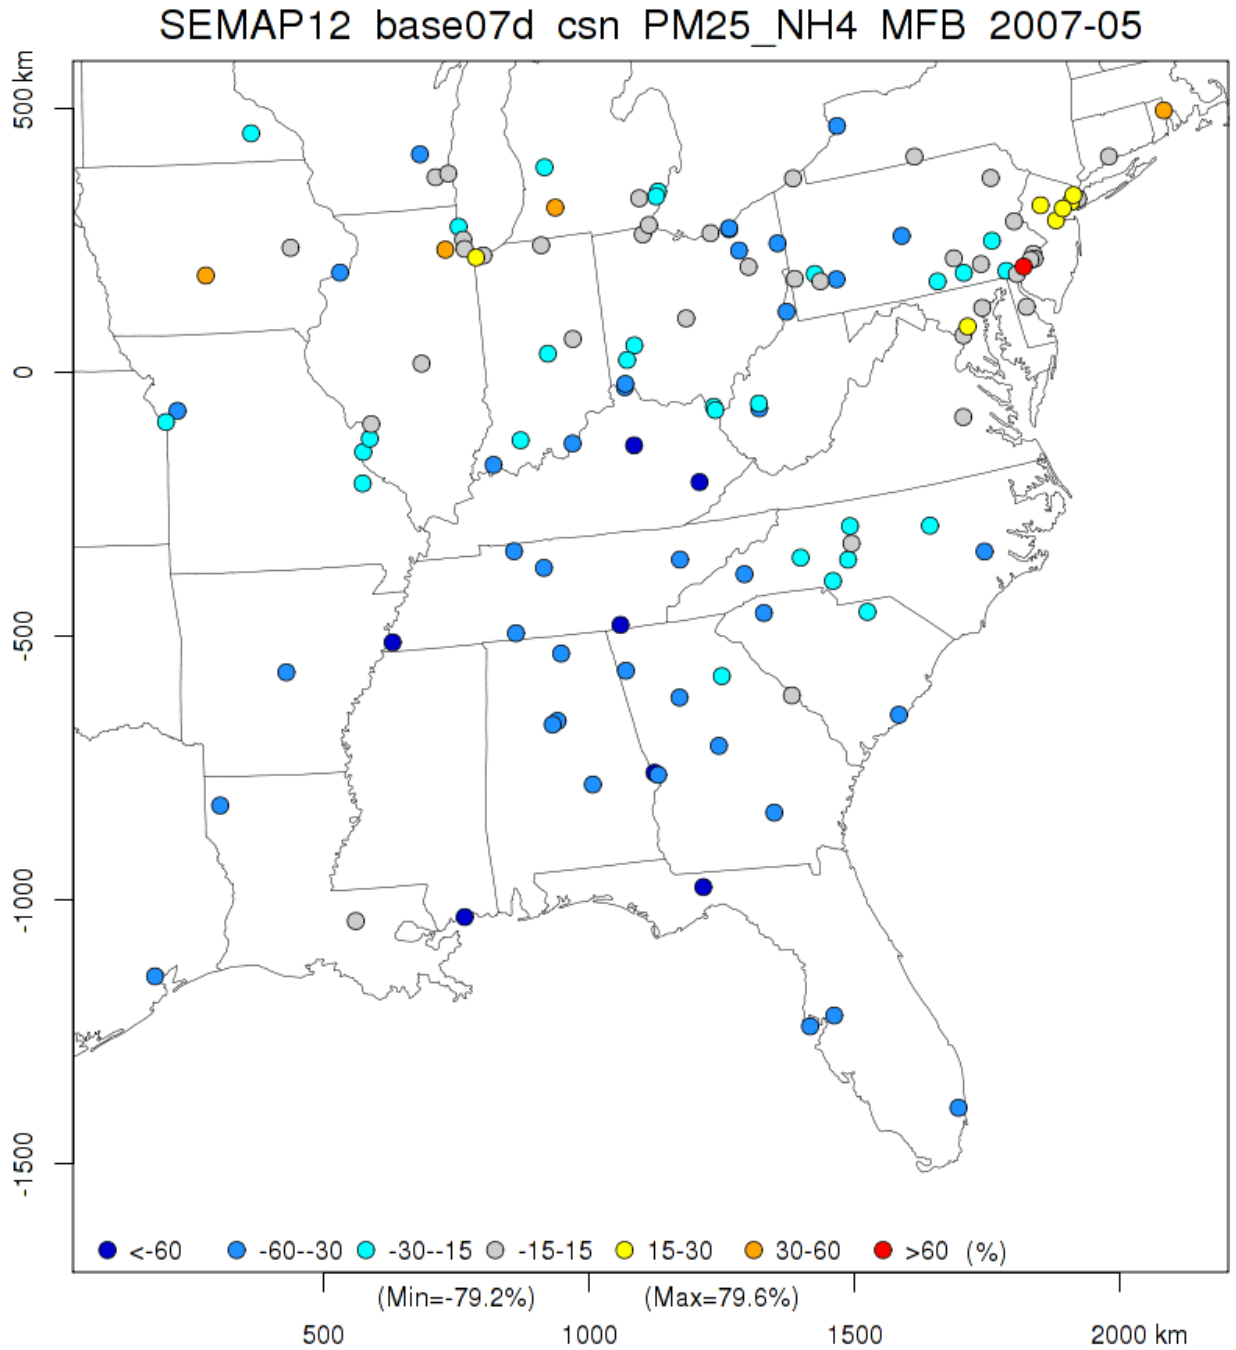 SEMAP12 base07d csn PM25_NH4 MFB 2007-05
500 km
0
-500
-1000
-1500
<-60 -60--30 -30--15 -15-15 15-30 30-60 >60 (%)
(Min=-79.2%) (Max=79.6%)
500 1000 1500 2000 km